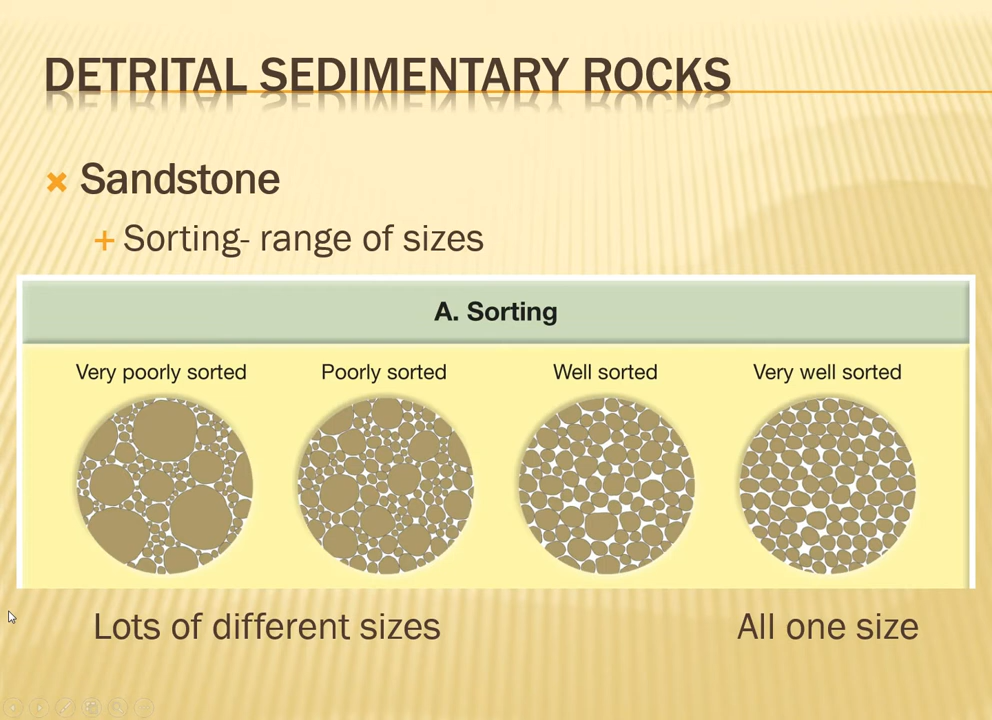 DETRITAL SEDIMENTARY ROCKS
Sandstone
Sorting- range of sizes
A. Sorting
Very poorly sorted
Poorly sorted
Well sorted
Very well sorted
Lots of different sizes
All one size